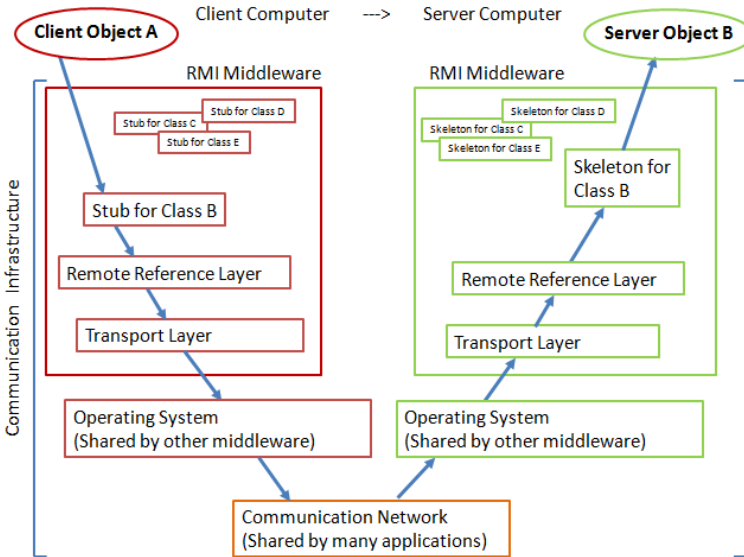 Client Computer ---> Server Computer
Client Object A
Server Object B
RMI Middleware
RMI Middleware
Stub for Class D
Stub for Class C
Stub for Class E
Skeleton for Class D
Skeleton for Class C
Skeleton for Class E
Stub for Class B
Skeleton for
Class B
Remote Reference Layer
Remote Reference Layer
Transport Layer
Transport Layer
Operating System
(Shared by other middleware)
Operating System
(Shared by other middleware)
Communication Network
(Shared by many applications)
Communication Infrastructure